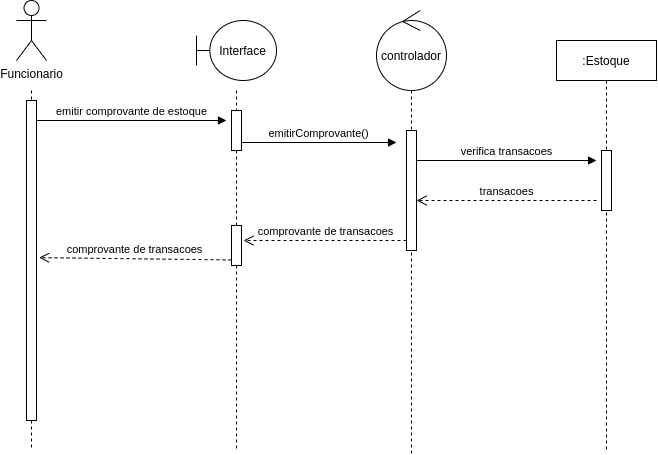 Funcionario
Interface
controlador
:Estoque
emitir comprovante de estoque
emitirComprovante()
verifica transacoes
transacoes
comprovante de transacoes
comprovante de transacoes